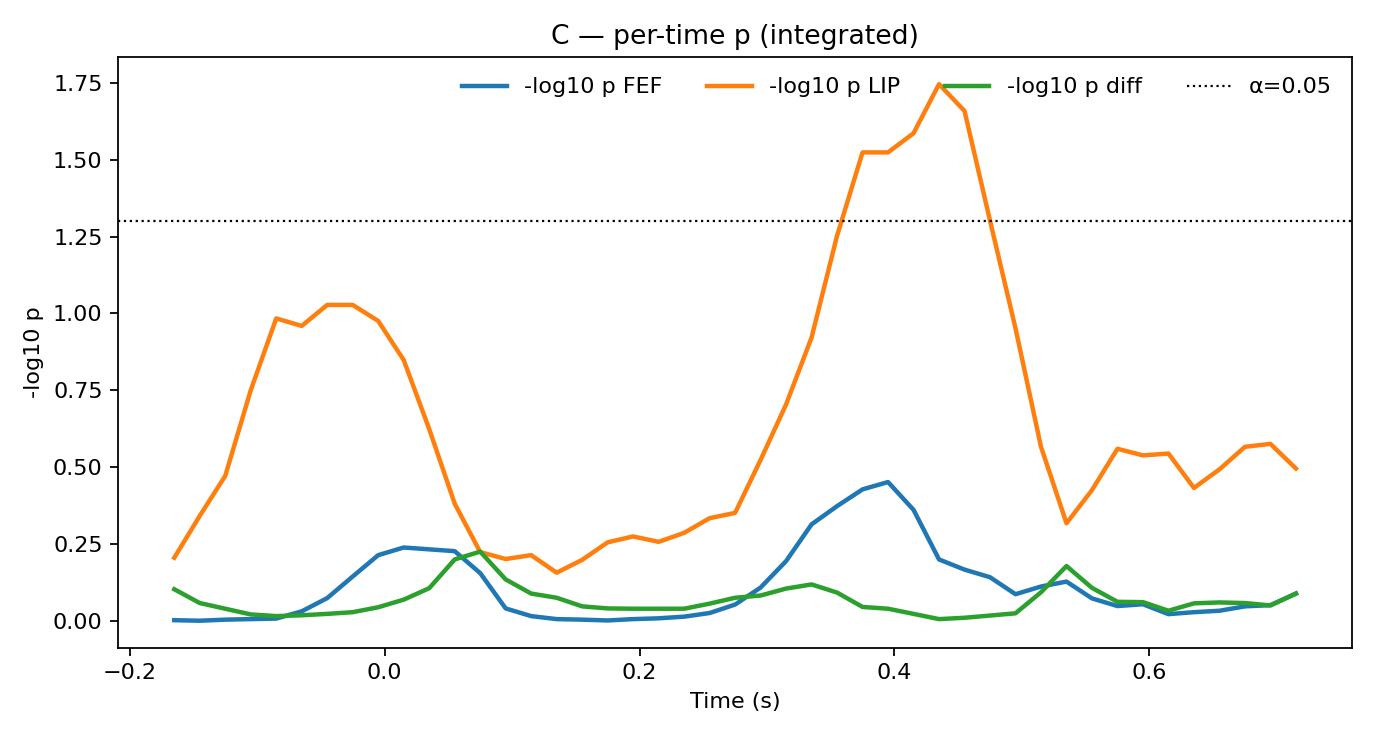 C — per-time p (integrated)
-log10 p FEF
-log10 p LIP
-log10 p diff
α=0.05
1.75
1.50
1.25
1.00
0.75
0.50
0.25
0.00
-log10 p
−0.2
0.0
0.2
0.4
0.6
Time (s)